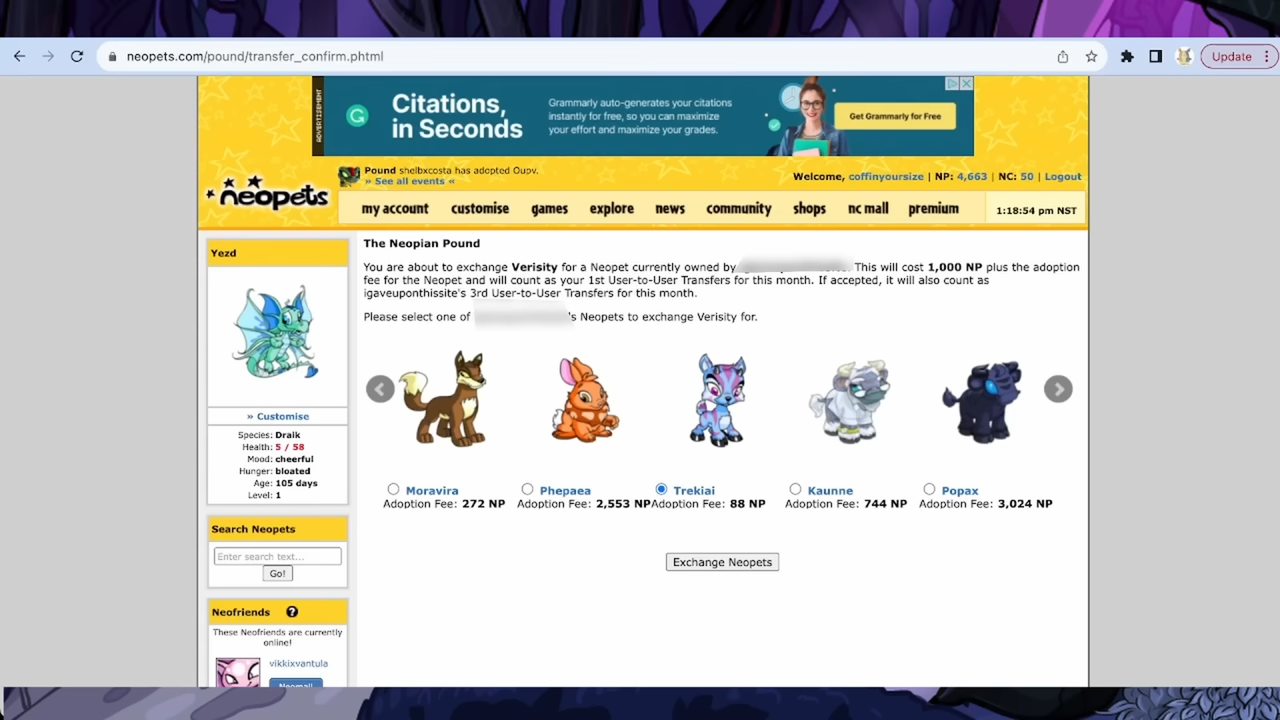 neopets.com/pound/transfer_confirm.phtml
Update
ADVERTISEMENT
Citations,
in Seconds
Grammarly auto-generates your citations
instantly for free, so you can maximize
your effort and maximize your grades.
Get Grammarly for Free
Pound shelbxcosta has adopted Oupv.
» See all events «
Welcome, coffinyoursize | NP: 4,663 | NC: 50 | Logout
neopets
my account customise games explore news community shops nc mall premium
1:18:54 pm NST
Yezd
» Customise
Species: Draik
Health: 5 / 58
Mood: cheerful
Hunger: bloated
Age: 105 days
Level: 1
Search Neopets
Enter search text...
Go!
Neofriends ?
These Neofriends are currently
online!
vikkixvantula
Neomail
The Neopian Pound
You are about to exchange Verisity for a Neopet currently owned by . This will cost 1,000 NP plus the adoption
fee for the Neopet and will count as your 1st User-to-User Transfers for this month. If accepted, it will also count as
igaveuponthissite's 3rd User-to-User Transfers for this month.
Please select one of 's Neopets to exchange Verisity for.
Moravira Phepaea Trekiai Kaunne Popax
Adoption Fee: 272 NP Adoption Fee: 2,553 NP Adoption Fee: 88 NP Adoption Fee: 744 NP Adoption Fee: 3,024 NP
Exchange Neopets